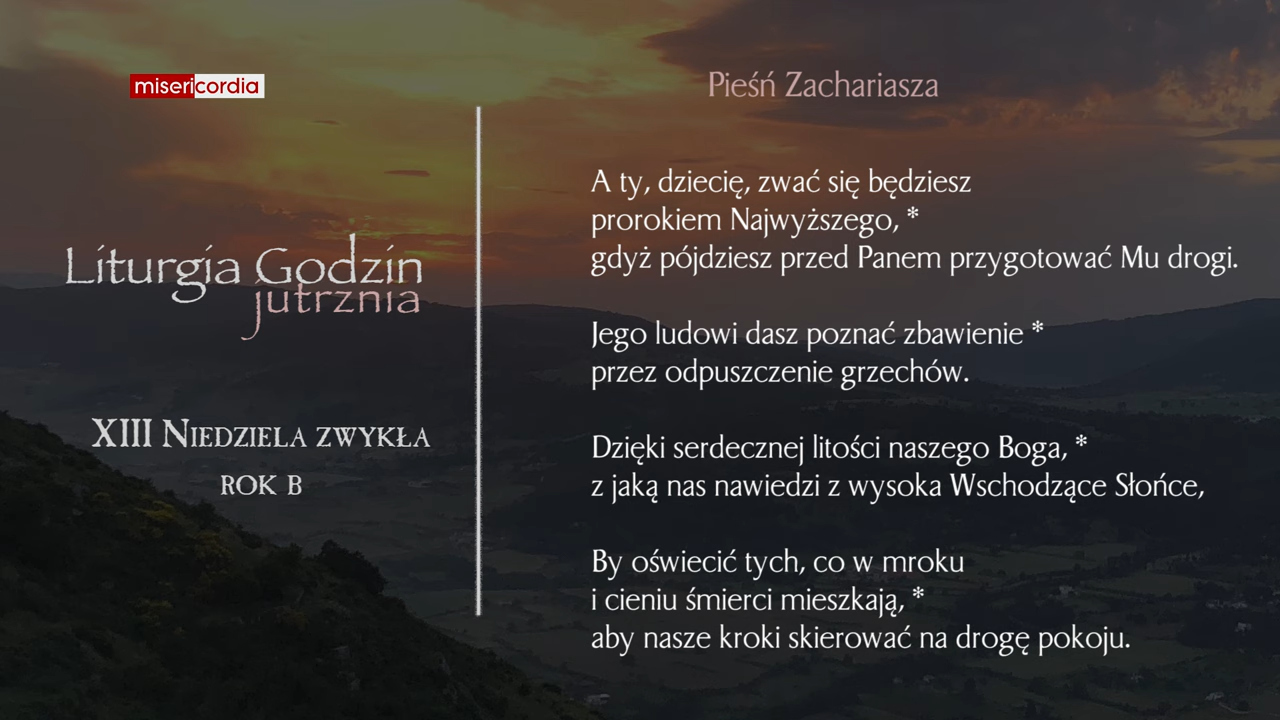 misericordia
Liturgia Godzin
jutrznia
XIII Niedziela zwykła
rok B
Pieśń Zachariasza
A ty, dziecię, zwać się będziesz
prorokiem Najwyższego, *
gdyż pójdziesz przed Panem przygotować Mu drogi.
Jego ludowi dasz poznać zbawienie *
przez odpuszczenie grzechów.
Dzięki serdecznej litości naszego Boga, *
z jaką nas nawiedzi z wysoka Wschodzące Słońce,
By oświecić tych, co w mroku
i cieniu śmierci mieszkają, *
aby nasze kroki skierować na drogę pokoju.